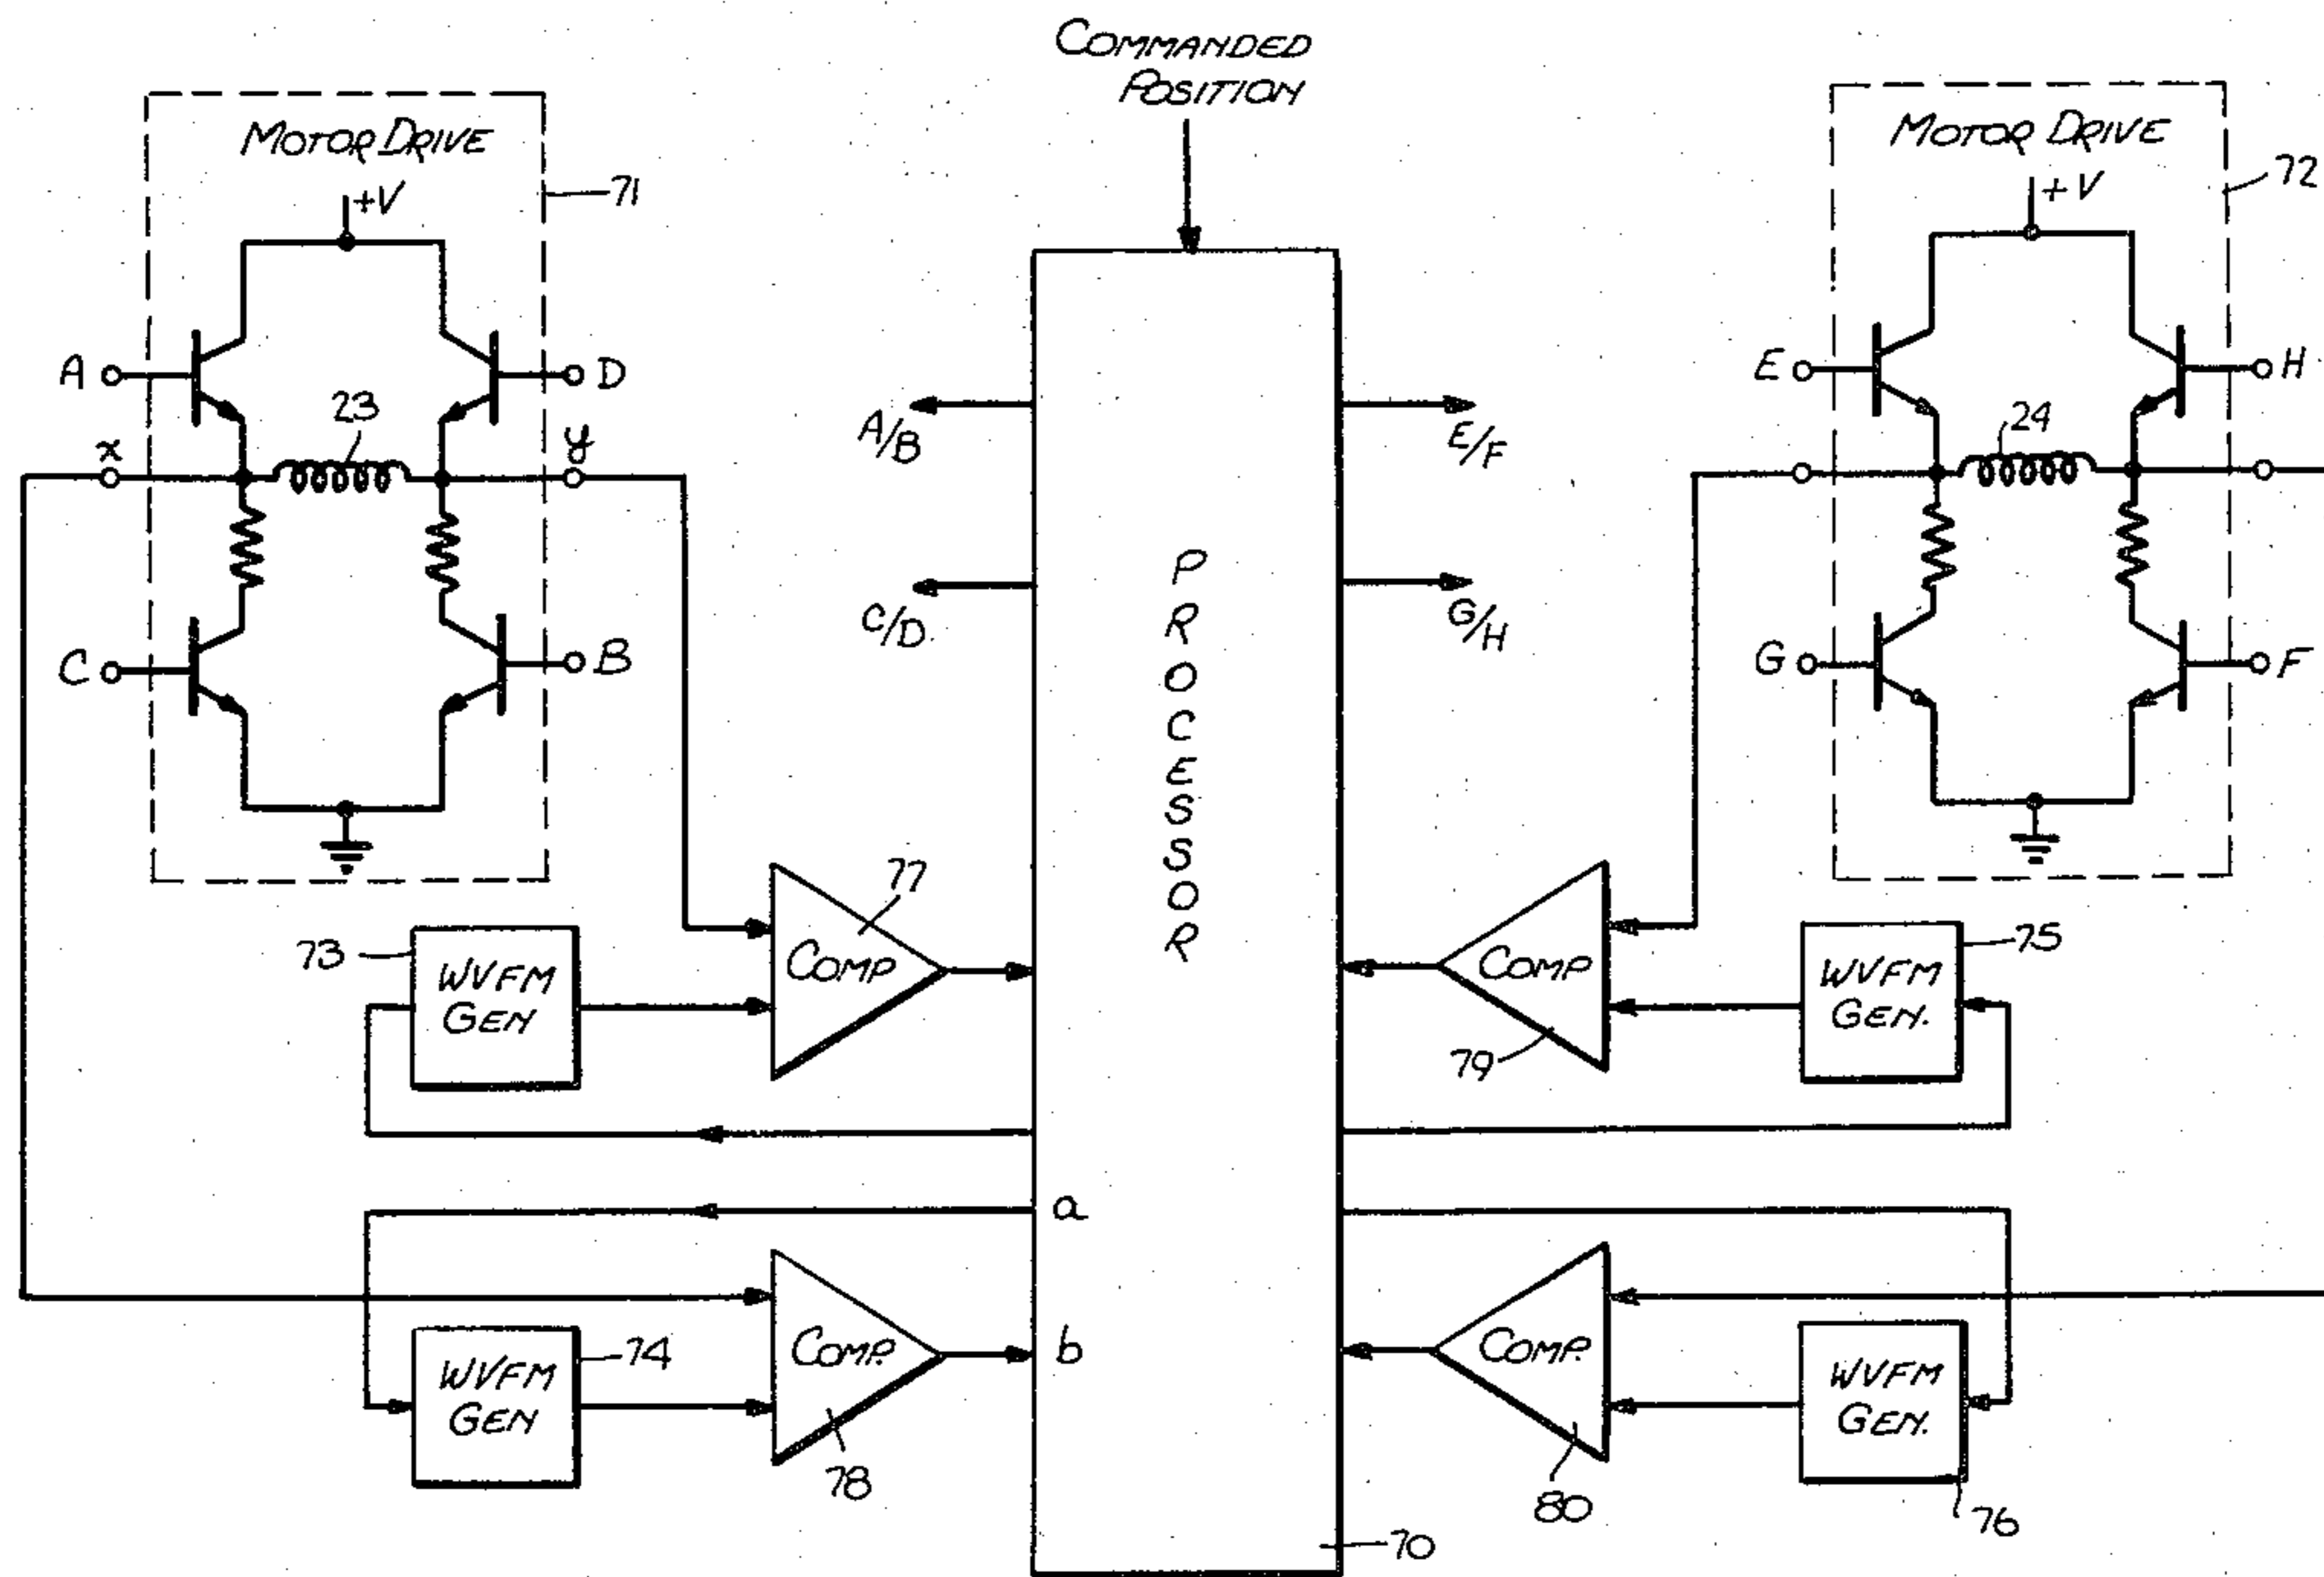 COMMANDED
POSITION
MOTOR DRIVE
71
+V
A
D
23
x
y
C
B
MOTOR DRIVE
72
+V
E
H
24
G
F
A/B
C/D
E/F
G/H
PROCESSOR
77
COMP
73
WVFM
GEN
79
COMP
75
WVFM
GEN.
a
b
74
WVFM
GEN
COMP.
78
COMP.
80
WVFM
GEN.
76
70